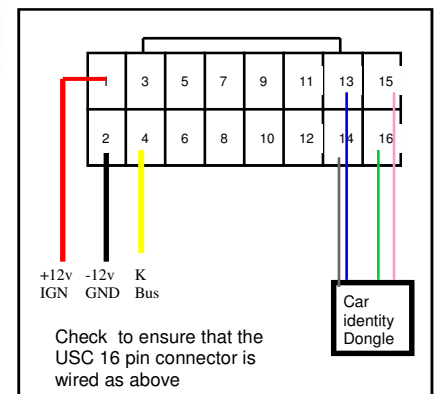 1 3 5 7 9 11 13 15
2 4 6 8 10 12 14 16
+12v -12v K
IGN GND Bus
Car
identity
Dongle
Check to ensure that the
USC 16 pin connector is
wired as above